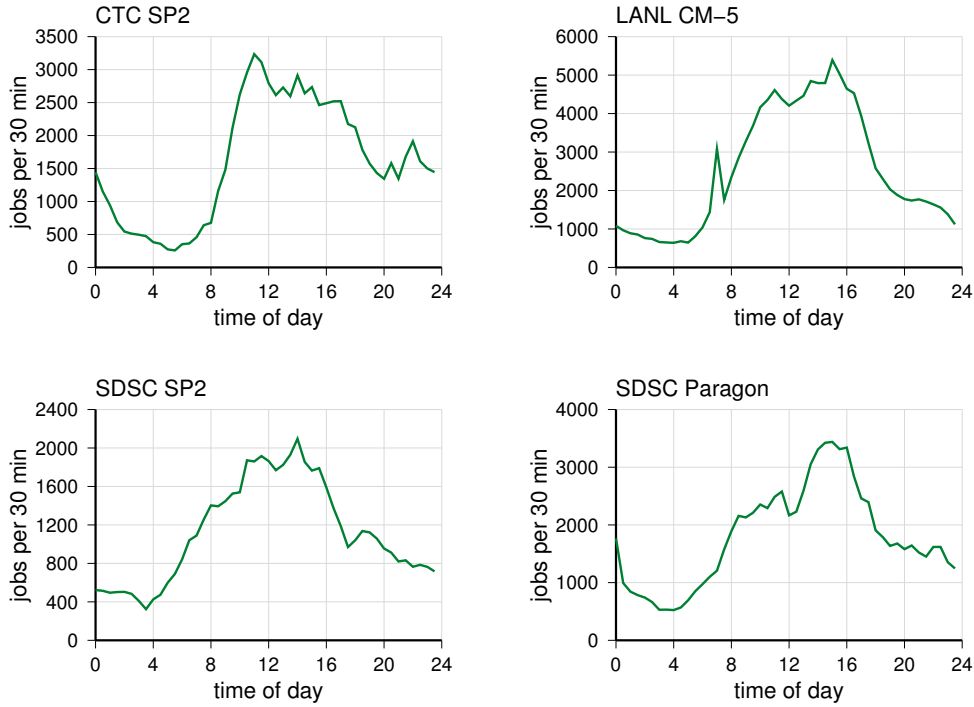 CTC SP2
jobs per 30 min
3500
3000
2500
2000
1500
1000
500
0
0 4 8 12 16 20 24
time of day
LANL CM−5
jobs per 30 min
6000
5000
4000
3000
2000
1000
0
0 4 8 12 16 20 24
time of day
SDSC SP2
jobs per 30 min
2400
2000
1600
1200
800
400
0
0 4 8 12 16 20 24
time of day
SDSC Paragon
jobs per 30 min
4000
3000
2000
1000
0
0 4 8 12 16 20 24
time of day